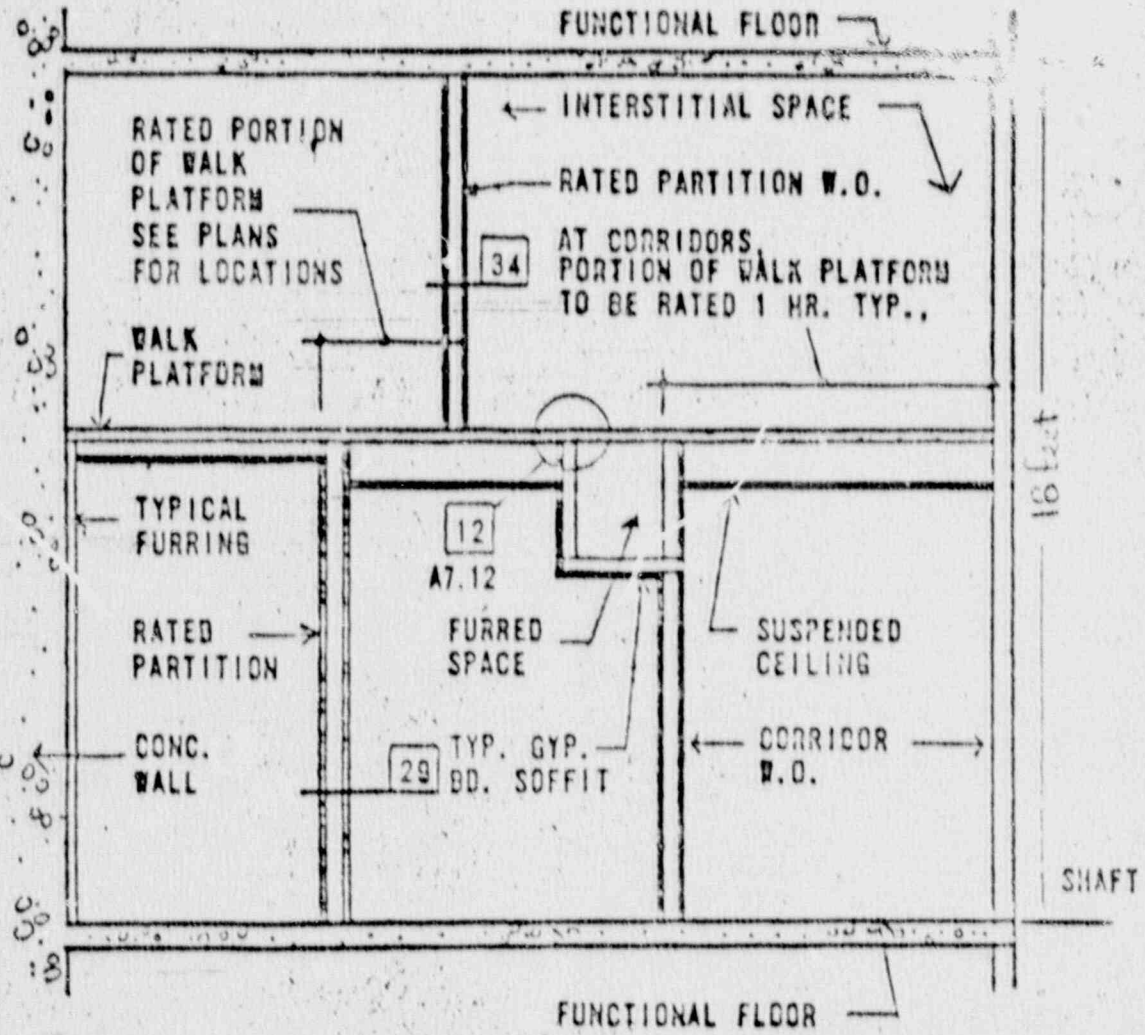 FUNCTIONAL FLOOR
INTERSTITIAL SPACE
RATED PORTION
OF WALK
PLATFORM
SEE PLANS
FOR LOCATIONS
RATED PARTITION W.O.
34
AT CORRIDORS,
PORTION OF WALK PLATFORM
TO BE RATED 1 HR. TYP.,
WALK
PLATFORM
16 feet
TYPICAL
FURRING
12
A7.12
RATED
PARTITION
FURRED
SPACE
SUSPENDED
CEILING
CONC.
WALL
29
TYP. GYP.
BD. SOFFIT
CORRIDOR
W.O.
SHAFT
FUNCTIONAL FLOOR